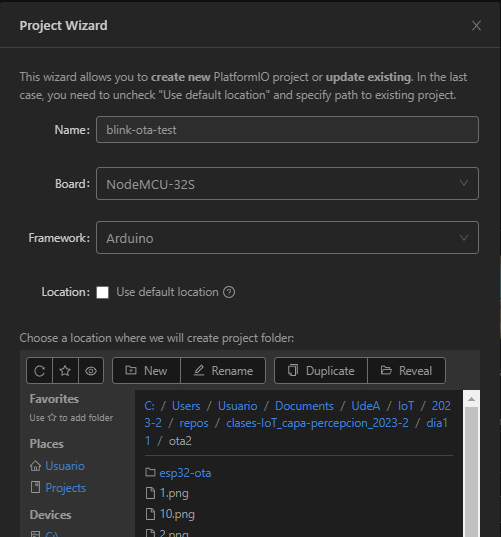 Project Wizard
This wizard allows you to create new PlatformIO project or update existing. In the last
case, you need to uncheck "Use default location" and specify path to existing project.
Name: blink-ota-test
Board: NodeMCU-32S
Framework: Arduino
Location: Use default location
Choose a location where we will create project folder:
New Rename Duplicate Reveal
Favorites
Use to add folder
Places
Usuario
Projects
Devices
C:\
C: / Users / Usuario / Documents / UdeA / IoT / 202
3-2 / repos / clases-IoT_capa-percepcion_2023-2 / dia1
1 / ota2
esp32-ota
1.png
10.png
2.png